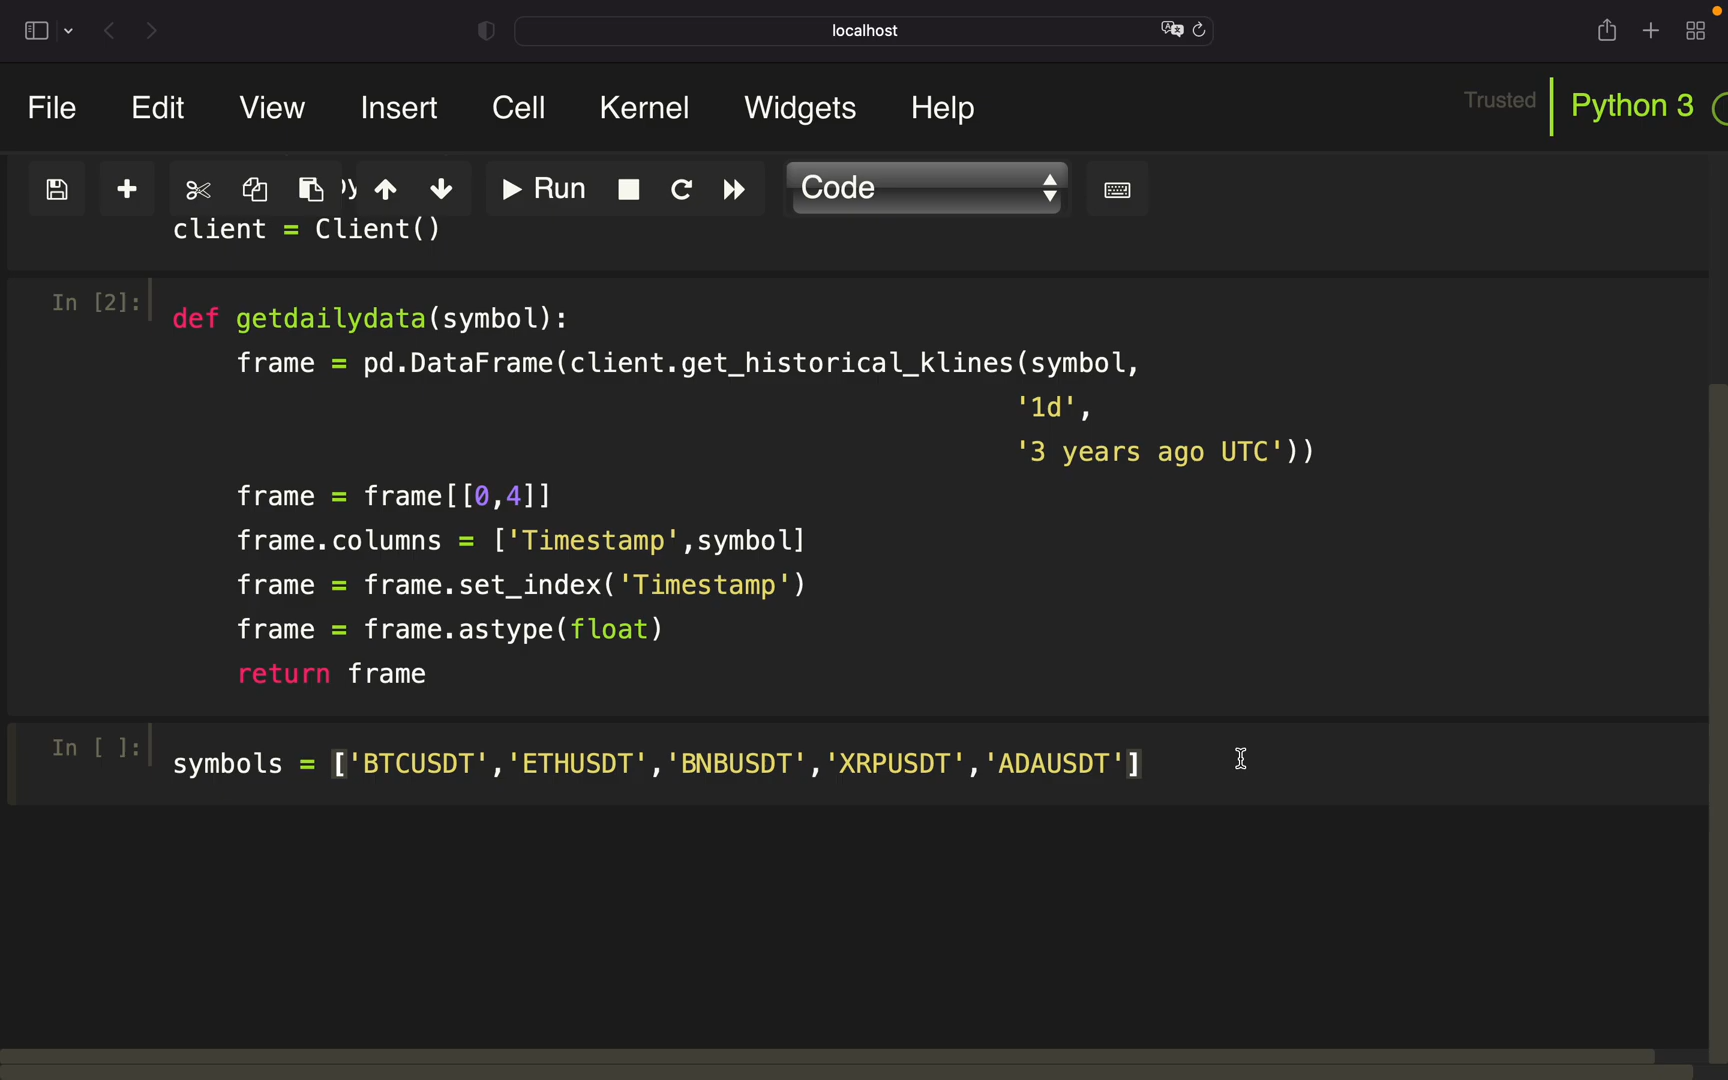 localhost
File Edit View Insert Cell Kernel Widgets Help Trusted Python 3
Run Code
client = Client()
In [2]:
def getdailydata(symbol):
    frame = pd.DataFrame(client.get_historical_klines(symbol,
                                                     '1d',
                                                     '3 years ago UTC'))
    frame = frame[[0,4]]
    frame.columns = ['Timestamp',symbol]
    frame = frame.set_index('Timestamp')
    frame = frame.astype(float)
    return frame
In [ ]:
symbols = ['BTCUSDT','ETHUSDT','BNBUSDT','XRPUSDT','ADAUSDT']